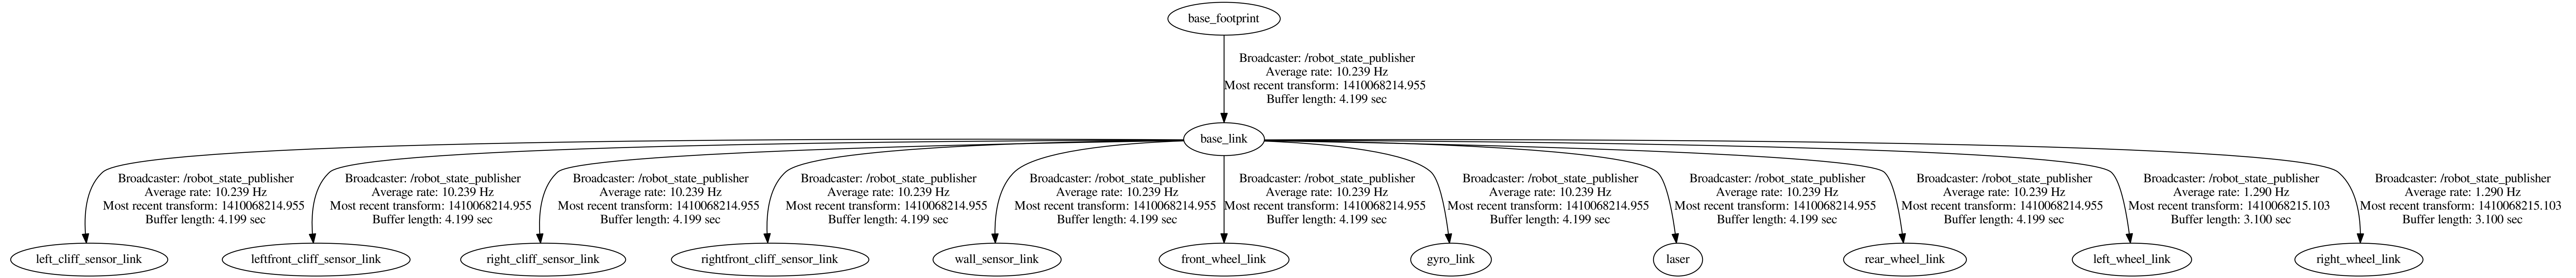 base_footprint
Broadcaster: /robot_state_publisher
Average rate: 10.239 Hz
Most recent transform: 1410068214.955
Buffer length: 4.199 sec
base_link
Broadcaster: /robot_state_publisher
Average rate: 10.239 Hz
Most recent transform: 1410068214.955
Buffer length: 4.199 sec
Broadcaster: /robot_state_publisher
Average rate: 10.239 Hz
Most recent transform: 1410068214.955
Buffer length: 4.199 sec
Broadcaster: /robot_state_publisher
Average rate: 10.239 Hz
Most recent transform: 1410068214.955
Buffer length: 4.199 sec
Broadcaster: /robot_state_publisher
Average rate: 10.239 Hz
Most recent transform: 1410068214.955
Buffer length: 4.199 sec
Broadcaster: /robot_state_publisher
Average rate: 10.239 Hz
Most recent transform: 1410068214.955
Buffer length: 4.199 sec
Broadcaster: /robot_state_publisher
Average rate: 10.239 Hz
Most recent transform: 1410068214.955
Buffer length: 4.199 sec
Broadcaster: /robot_state_publisher
Average rate: 10.239 Hz
Most recent transform: 1410068214.955
Buffer length: 4.199 sec
Broadcaster: /robot_state_publisher
Average rate: 10.239 Hz
Most recent transform: 1410068214.955
Buffer length: 4.199 sec
Broadcaster: /robot_state_publisher
Average rate: 10.239 Hz
Most recent transform: 1410068214.955
Buffer length: 4.199 sec
Broadcaster: /robot_state_publisher
Average rate: 1.290 Hz
Most recent transform: 1410068215.103
Buffer length: 3.100 sec
Broadcaster: /robot_state_publisher
Average rate: 1.290 Hz
Most recent transform: 1410068215.103
Buffer length: 3.100 sec
left_cliff_sensor_link
leftfront_cliff_sensor_link
right_cliff_sensor_link
rightfront_cliff_sensor_link
wall_sensor_link
front_wheel_link
gyro_link
laser
rear_wheel_link
left_wheel_link
right_wheel_link